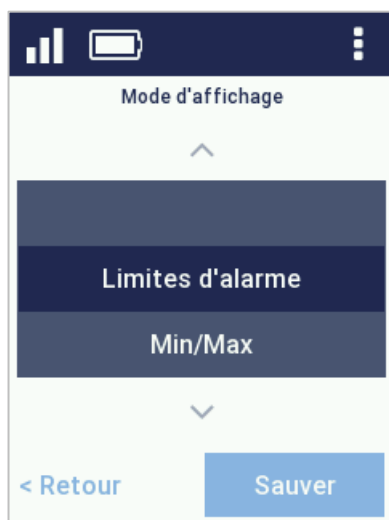 Mode d'affichage
Limites d'alarme
Min/Max
< Retour
Sauver